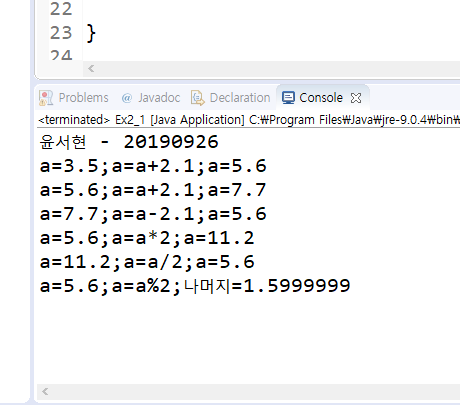 22
23 }
24
Problems @ Javadoc Declaration Console
<terminated> Ex2_1 [Java Application] C:₩Program Files₩Java₩jre-9.0.4₩bin₩
윤서현 - 20190926
a=3.5;a=a+2.1;a=5.6
a=5.6;a=a+2.1;a=7.7
a=7.7;a=a-2.1;a=5.6
a=5.6;a=a*2;a=11.2
a=11.2;a=a/2;a=5.6
a=5.6;a=a%2;나머지=1.5999999